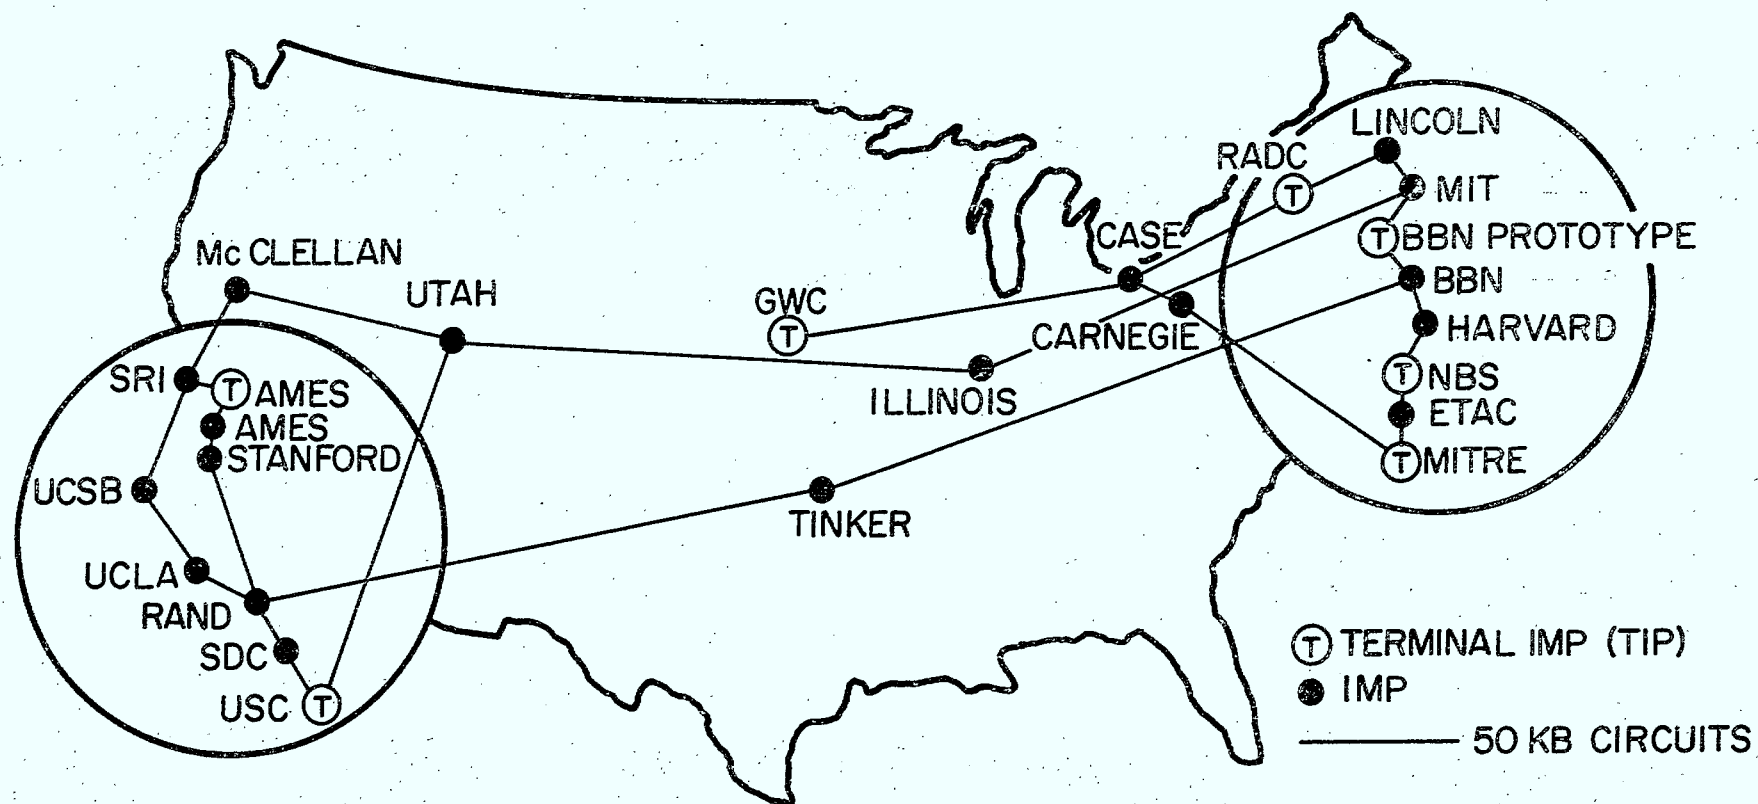 LINCOLN
RADC
T
MIT
T BBN PROTOTYPE
CASE
BBN
Mc CLELLAN
UTAH
GWC
T
CARNEGIE
HARVARD
SRI
T AMES
ILLINOIS
T NBS
AMES
ETAC
STANFORD
T MITRE
UCSB
TINKER
UCLA
RAND
SDC
USC T
T TERMINAL IMP (TIP)
IMP
50 KB CIRCUITS